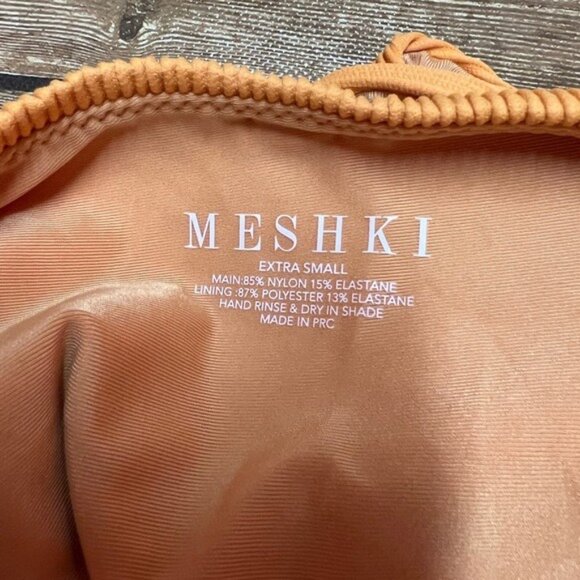 MESHKI
EXTRA SMALL
MAIN:85% NYLON 15% ELASTANE
LINING :87% POLYESTER 13% ELASTANE
HAND RINSE & DRY IN SHADE
MADE IN PRC